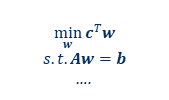 min c^T w
w
s.t. Aw = b
....